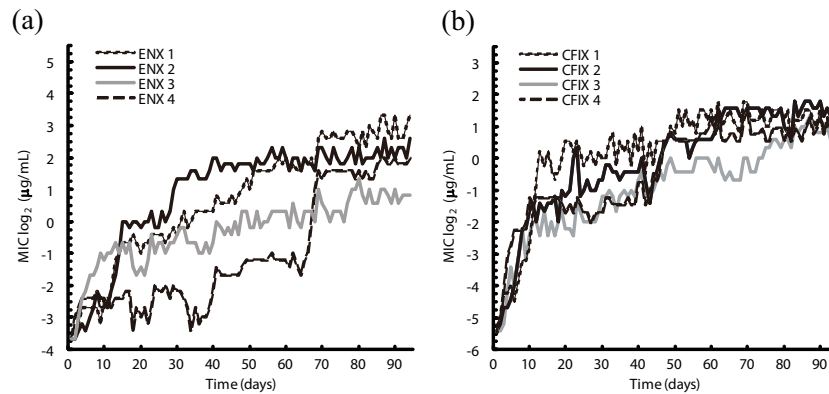 (a)
ENX 1
ENX 2
ENX 3
ENX 4
5
4
3
2
1
0
-1
-2
-3
-4
MIC log2 (µg/mL)
0 10 20 30 40 50 60 70 80 90
Time (days)
(b)
CFIX 1
CFIX 2
CFIX 3
CFIX 4
3
2
1
0
-1
-2
-3
-4
-5
-6
MIC log2 (µg/mL)
0 10 20 30 40 50 60 70 80 90
Time (days)